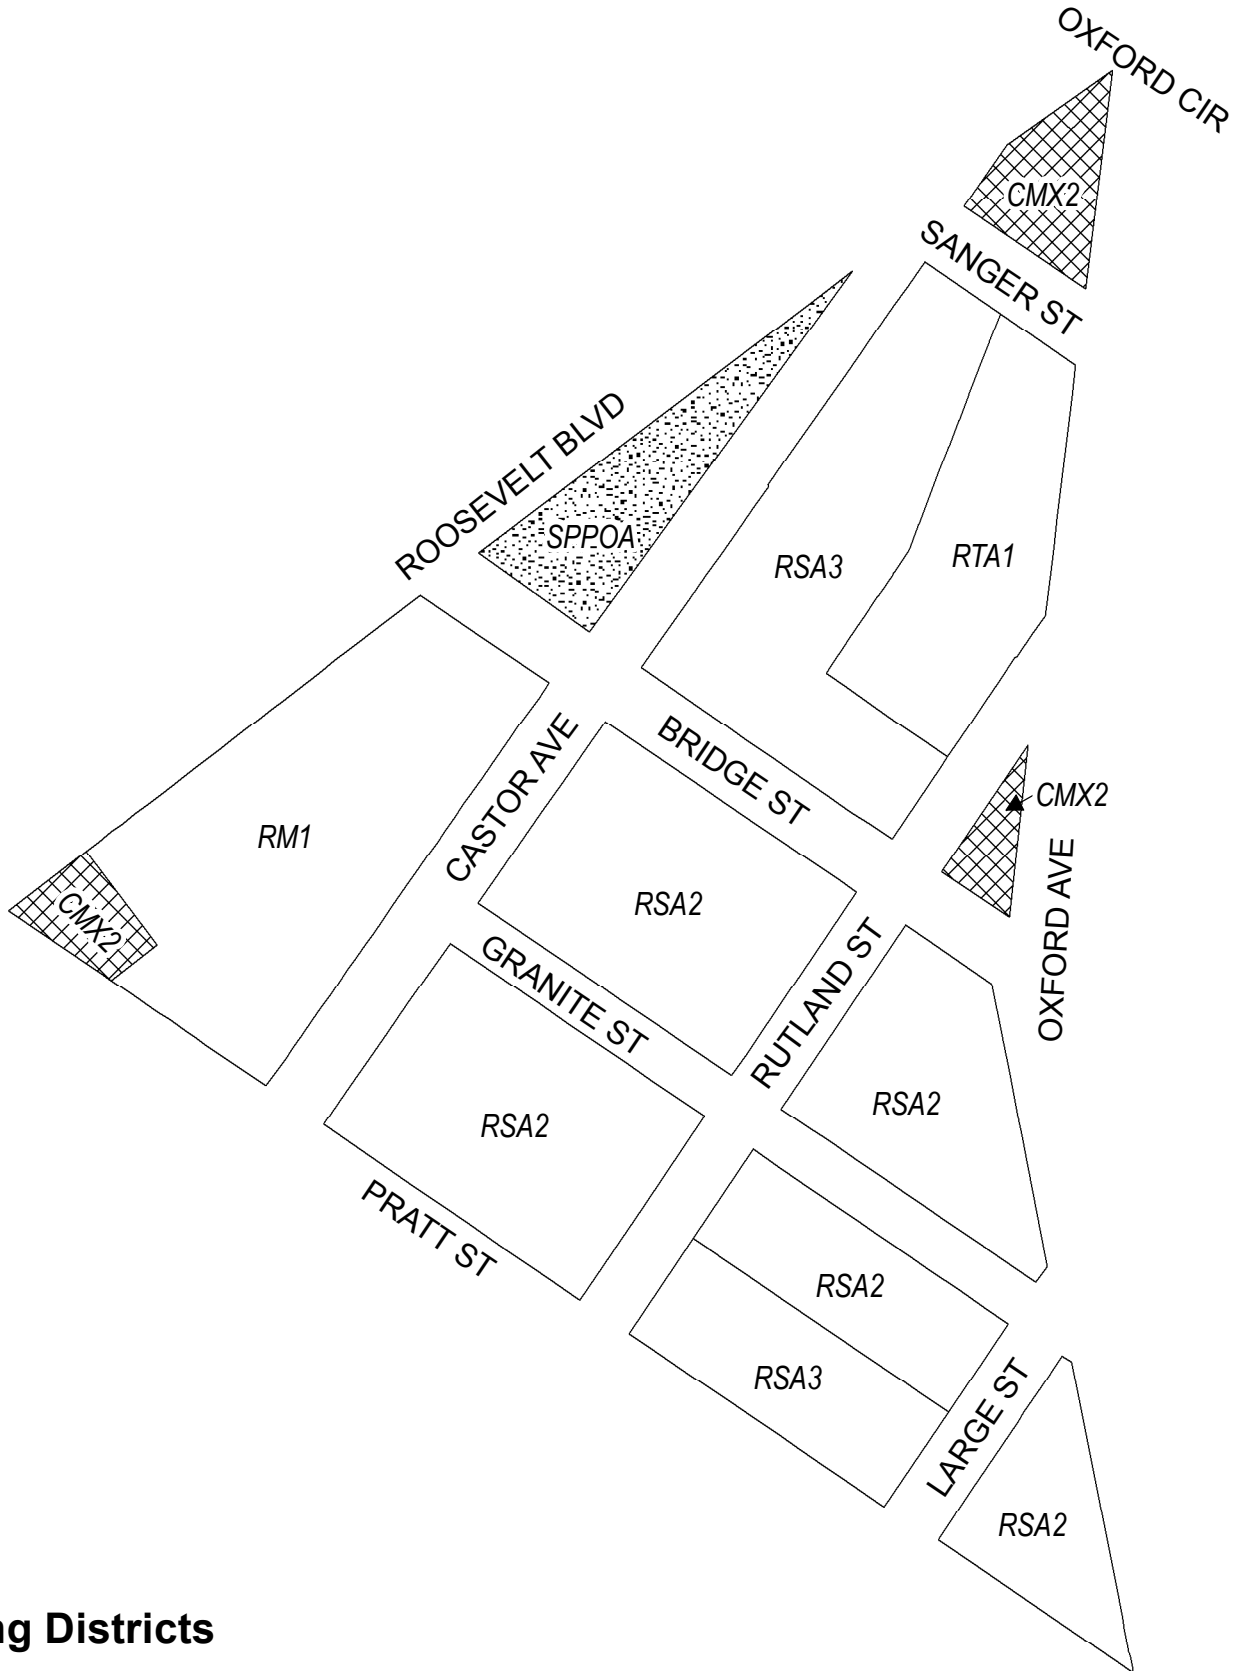 OXFORD CIR
CMX2
SANGER ST
ROOSEVELT BLVD
SPPOA
RSA3
RTA1
BRIDGE ST
CASTOR AVE
CMX2
RM1
OXFORD AVE
RSA2
CMX2
RUTLAND ST
GRANITE ST
RSA2
RSA2
PRATT ST
RSA2
RSA3
LARGE ST
RSA2
ng Districts